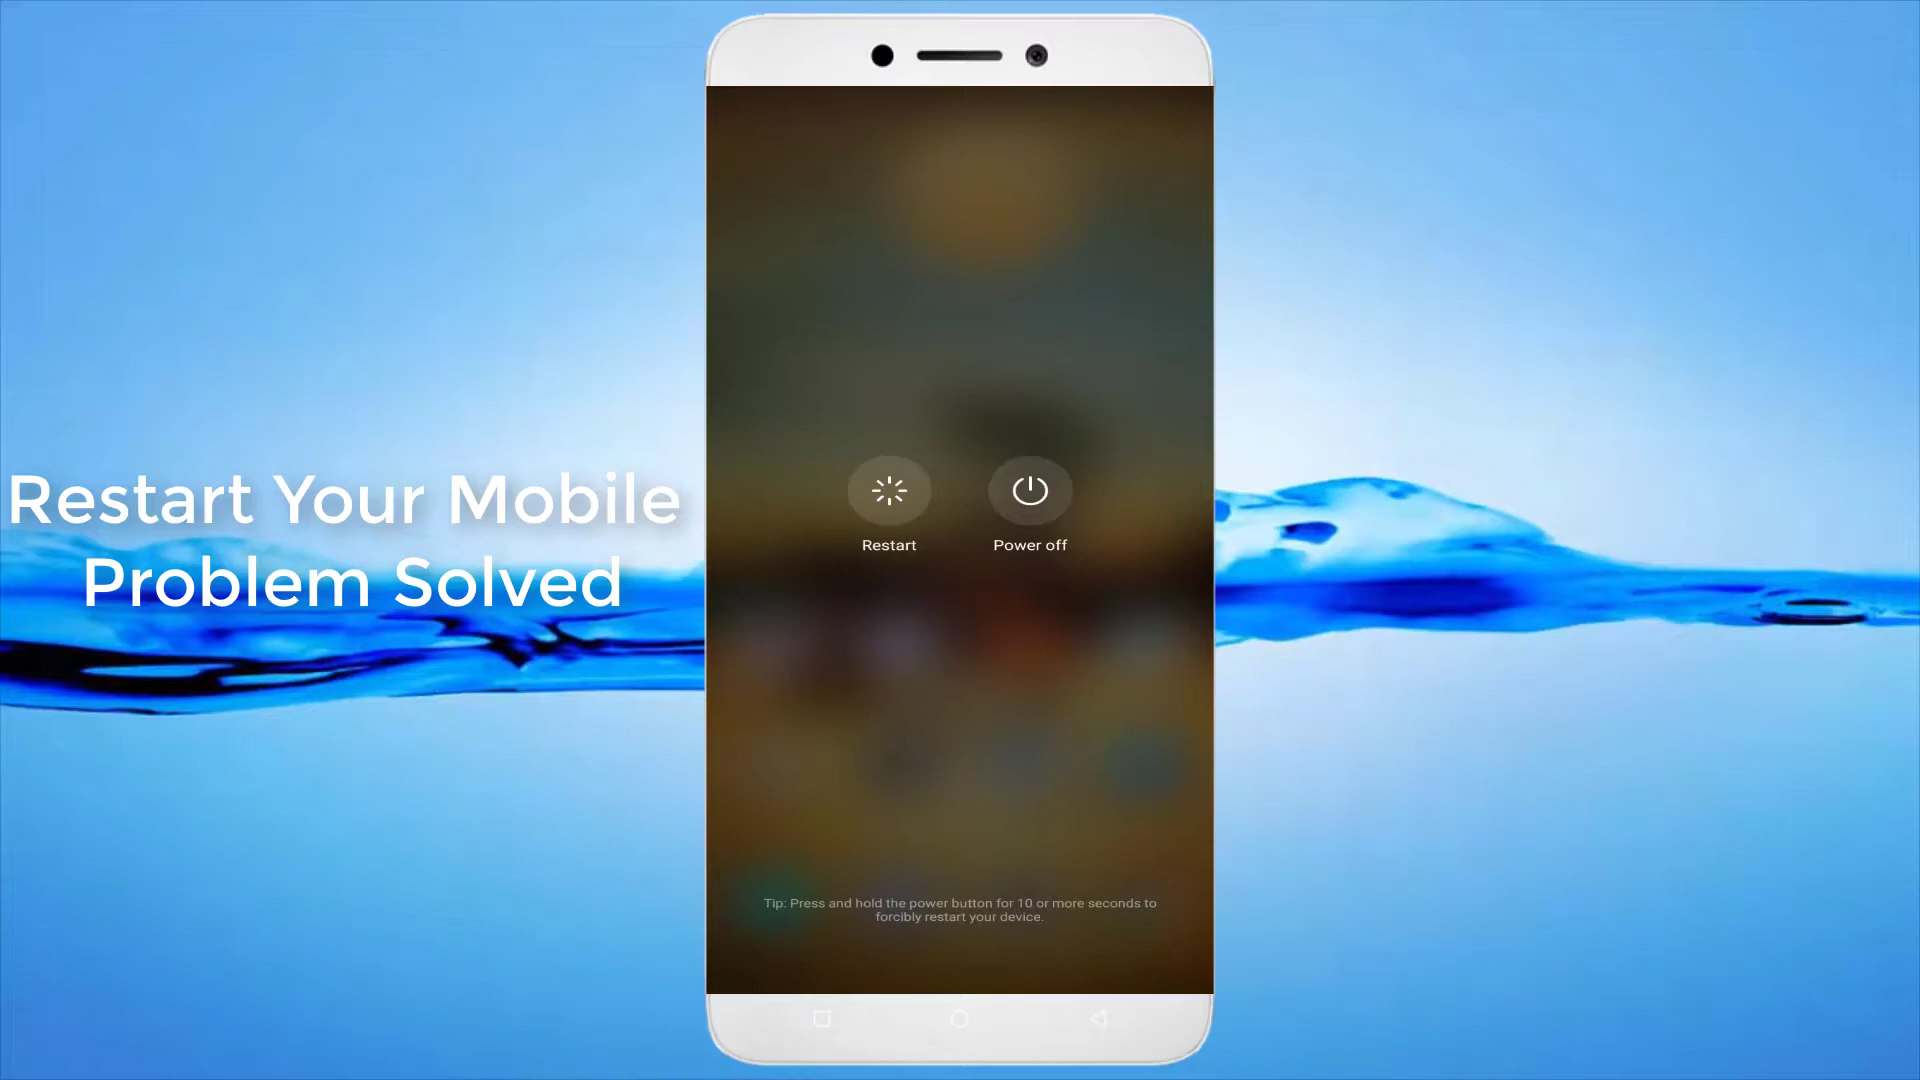 Restart Your Mobile
Problem Solved
Restart
Power off
Tip: Press and hold the power button for 10 or more seconds to
forcibly restart your device.